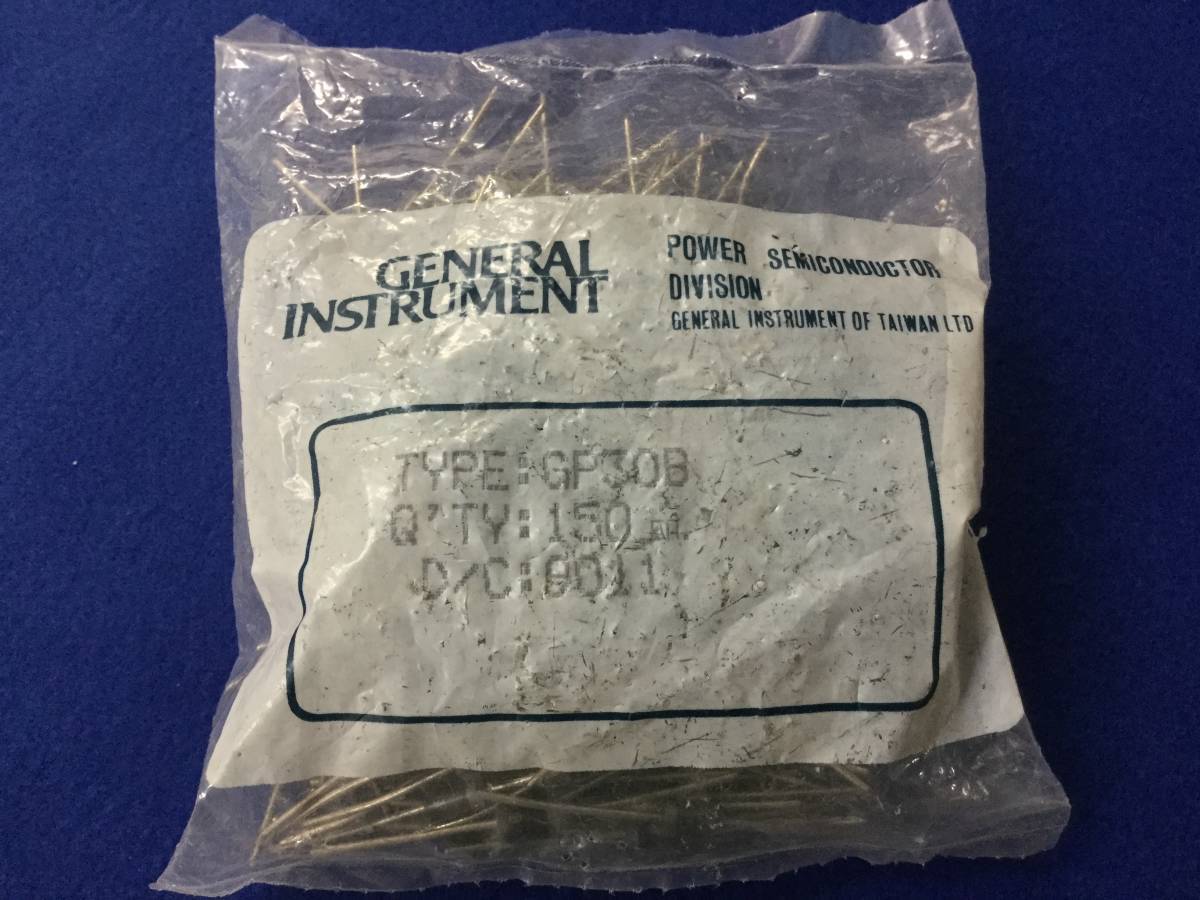 GENERAL
INSTRUMENT
POWER SEMICONDUCTOR
DIVISION
GENERAL INSTRUMENT OF TAIWAN LTD
TYPE:GP30B
Q'TY:150
D/C:8011